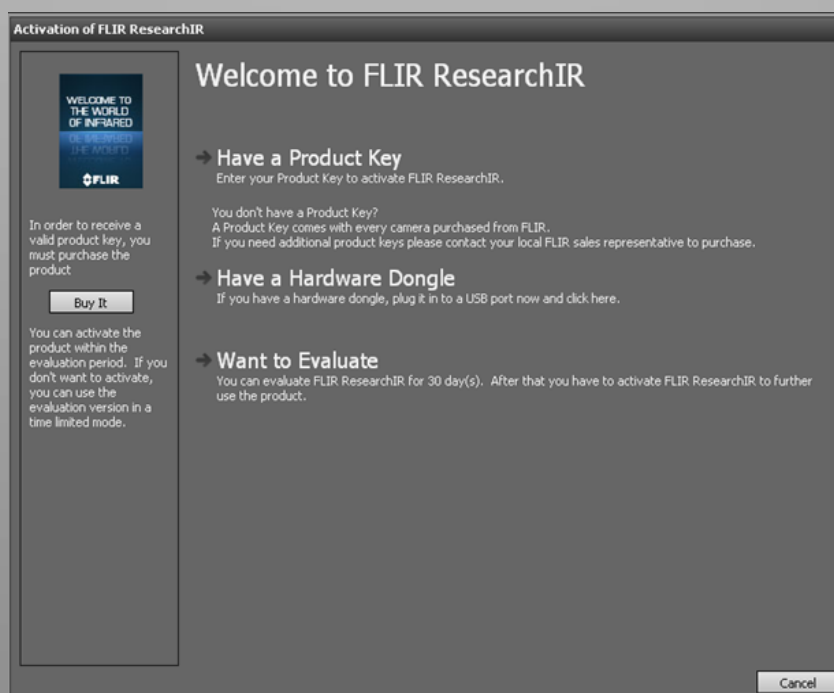 Activation of FLIR ResearchIR
WELCOME TO
THE WORLD
OF INFRARED
FLIR
In order to receive a
valid product key, you
must purchase the
product
Buy It
You can activate the
product within the
evaluation period. If you
don't want to activate,
you can use the
evaluation version in a
time limited mode.
Welcome to FLIR ResearchIR
Have a Product Key
Enter your Product Key to activate FLIR ResearchIR.
You don't have a Product Key?
A Product Key comes with every camera purchased from FLIR.
If you need additional product keys please contact your local FLIR sales representative to purchase.
Have a Hardware Dongle
If you have a hardware dongle, plug it in to a USB port now and click here.
Want to Evaluate
You can evaluate FLIR ResearchIR for 30 day(s). After that you have to activate FLIR ResearchIR to further
use the product.
Cancel